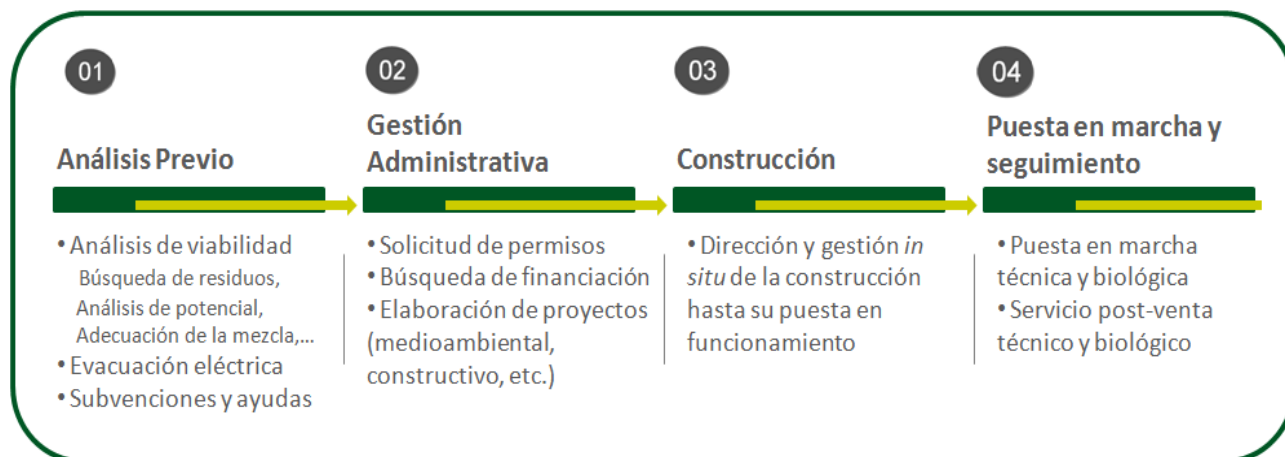 01
Análisis Previo
• Análisis de viabilidad
Búsqueda de residuos,
Análisis de potencial,
Adecuación de la mezcla,...
• Evacuación eléctrica
• Subvenciones y ayudas
02
Gestión
Administrativa
• Solicitud de permisos
• Búsqueda de financiación
• Elaboración de proyectos
(medioambiental,
constructivo, etc.)
03
Construcción
• Dirección y gestión in
situ de la construcción
hasta su puesta en
funcionamiento
04
Puesta en marcha y
seguimiento
• Puesta en marcha
técnica y biológica
• Servicio post-venta
técnico y biológico